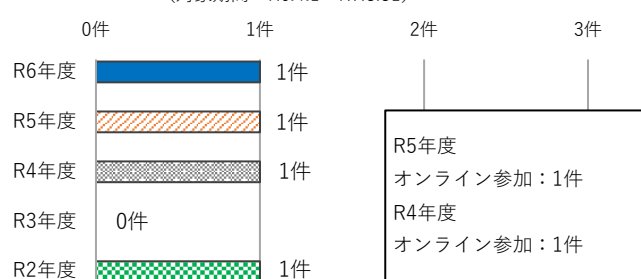 0件 1件 2件 3件
R6年度 1件
R5年度 1件
R4年度 1件
R3年度 0件
R2年度 1件
R5年度
オンライン参加：1件
R4年度
オンライン参加：1件